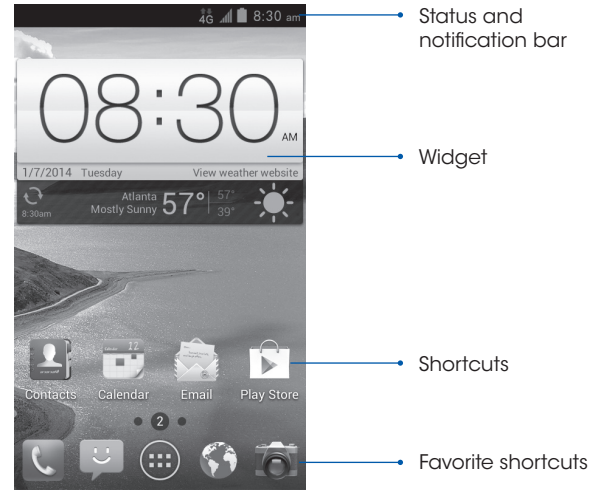 4G 8:30 am
Status and
notification bar
08:30 AM
Widget
1/7/2014 Tuesday View weather website
Atlanta 57° 57°
8:30am Mostly Sunny 39°
12
Shortcuts
Contacts Calendar Email Play Store
2
Favorite shortcuts